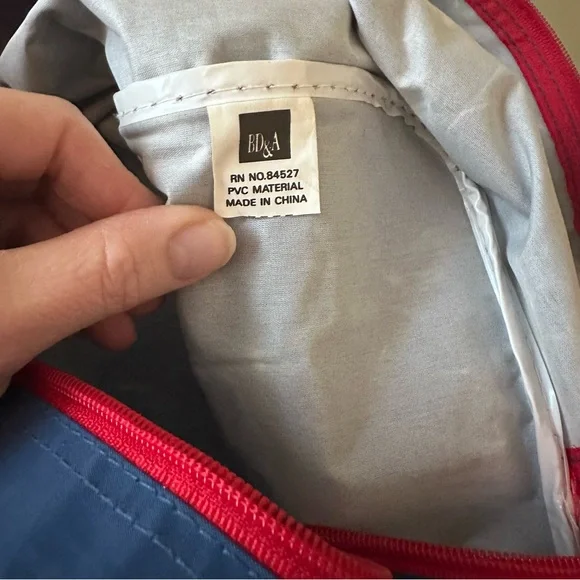 BD&A
RN NO.84527
PVC MATERIAL
MADE IN CHINA